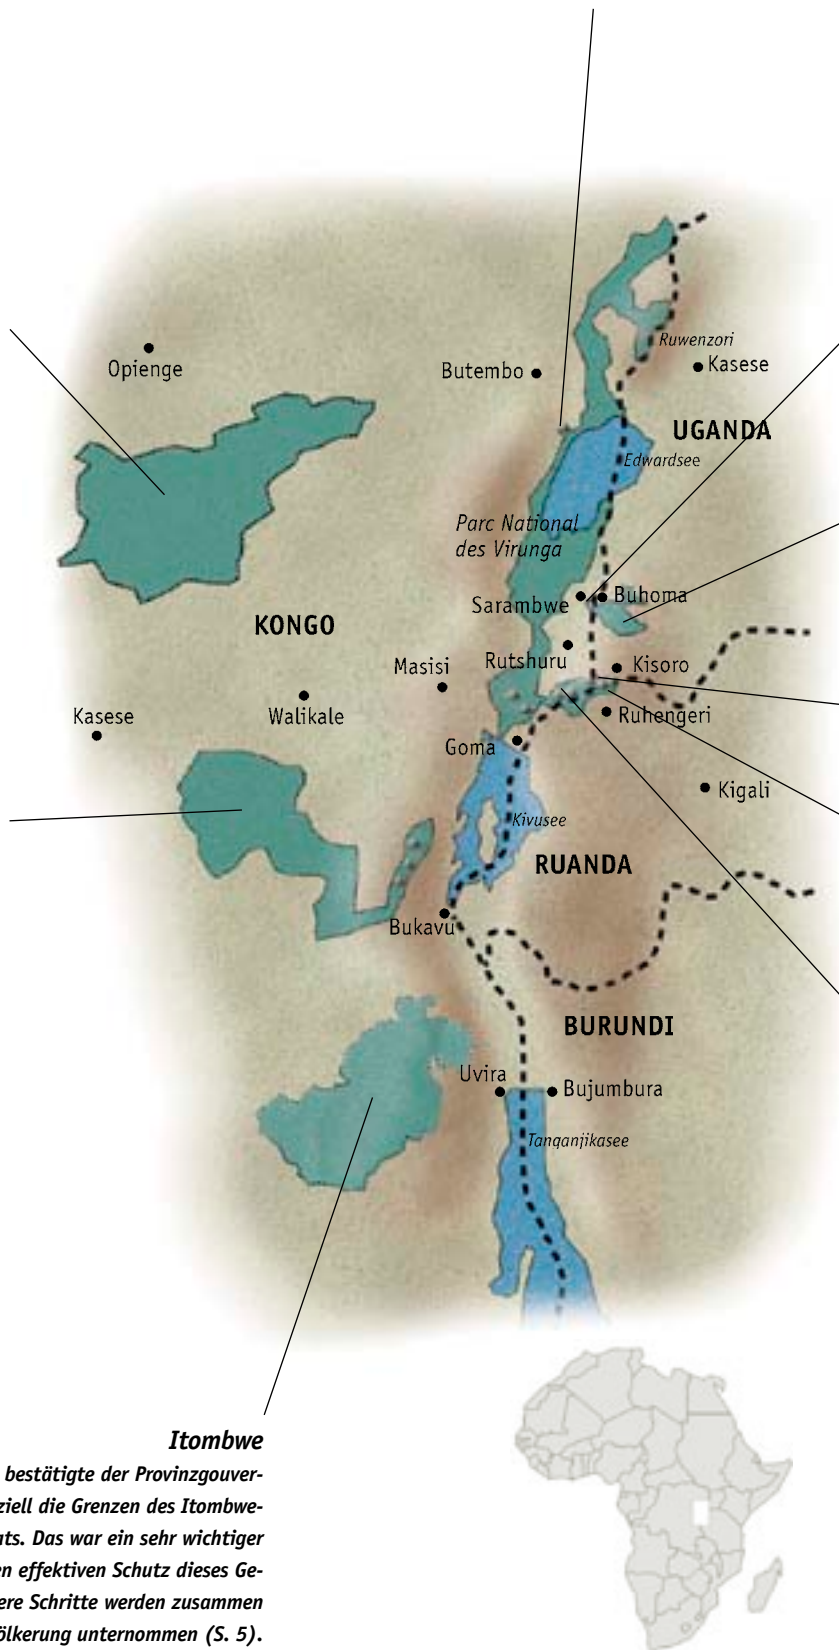 Ruwenzori
Opienge
Butembo
Kasese
UGANDA
Edwardsee
Parc National
des Virunga
Sarambwe
Buhoma
KONGO
Rutshuru
Kisoro
Masisi
Kasese
Walikale
Ruhengeri
Goma
Kigali
Kivusee
RUANDA
Bukavu
BURUNDI
Uvira
Bujumbura
Tanganjikasee
Itombwe
bestätigte der Provinzgouver-
ziell die Grenzen des Itombwe-
ats. Das war ein sehr wichtiger
en effektiven Schutz dieses Ge-
ere Schritte werden zusammen
ölkerung unternommen (S. 5).